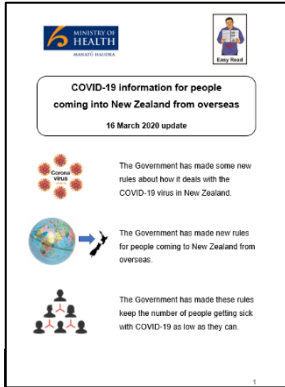 MINISTRY OF
HEALTH
MANATŪ HAUORA
Easy Read
COVID-19 information for people
coming into New Zealand from overseas
16 March 2020 update
Corona
virus
The Government has made some new
rules about how it deals with the
COVID-19 virus in New Zealand.
The Government has made new rules
for people coming to New Zealand from
overseas.
The Government has made these rules
keep the number of people getting sick
with COVID-19 as low as they can.
1